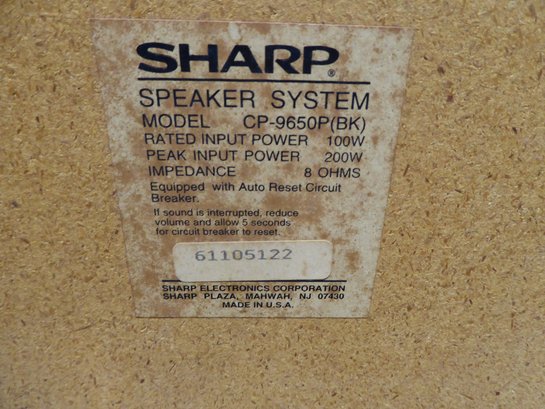 SHARP®
SPEAKER SYSTEM
MODEL CP-9650P(BK)
RATED INPUT POWER 100W
PEAK INPUT POWER 200W
IMPEDANCE 8 OHMS
Equipped with Auto Reset Circuit
Breaker.
If sound is interrupted, reduce
volume and allow 5 seconds
for circuit breaker to reset.
61105122
SHARP ELECTRONICS CORPORATION
SHARP PLAZA, MAHWAH, NJ 07430
MADE IN U.S.A.